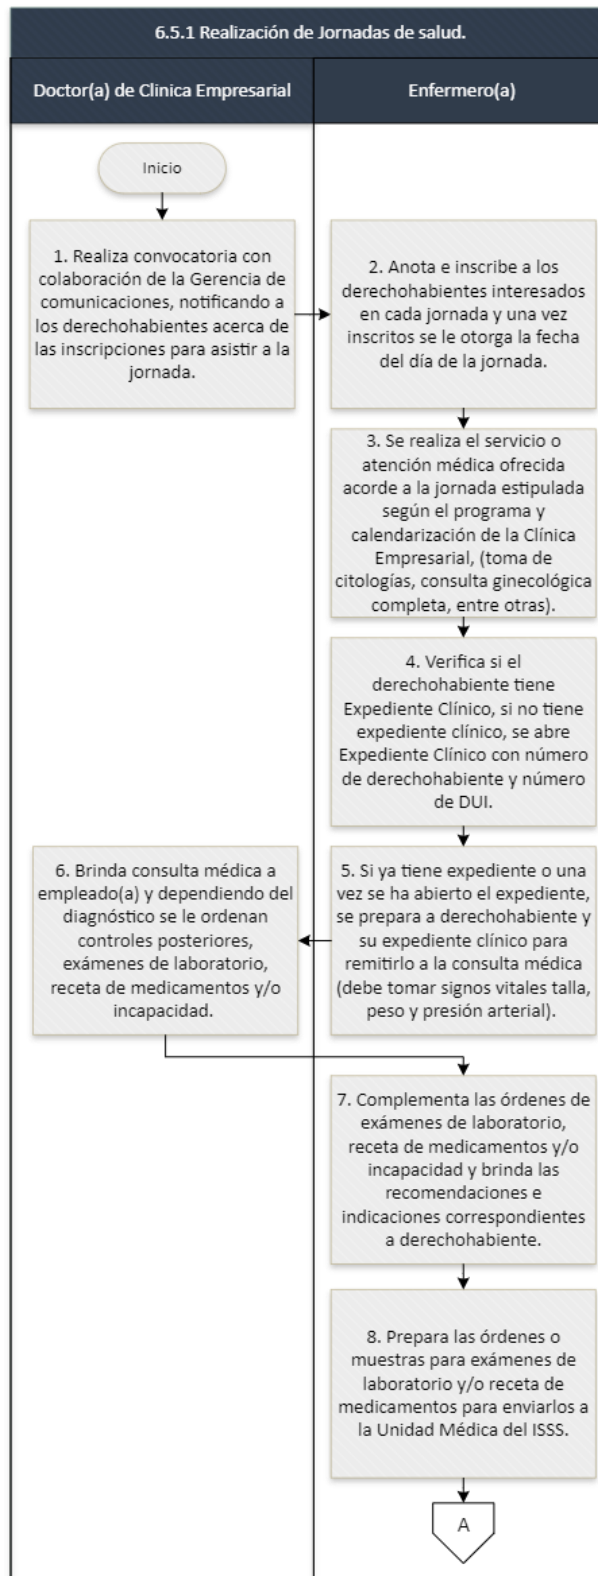 6.5.1 Realización de Jornadas de salud.
Doctor(a) de Clinica Empresarial
Enfermero(a)
Inicio
1. Realiza convocatoria con
colaboración de la Gerencia de
comunicaciones, notificando a
los derechohabientes acerca de
las inscripciones para asistir a la
jornada.
2. Anota e inscribe a los
derechohabientes interesados
en cada jornada y una vez
inscritos se le otorga la fecha
del día de la jornada.
3. Se realiza el servicio o
atención médica ofrecida
acorde a la jornada estipulada
según el programa y
calendarización de la Clínica
Empresarial, (toma de
citologías, consulta ginecológica
completa, entre otras).
4. Verifica si el
derechohabiente tiene
Expediente Clínico, si no tiene
expediente clínico, se abre
Expediente Clínico con número
de derechohabiente y número
de DUI.
5. Si ya tiene expediente o una
vez se ha abierto el expediente,
se prepara a derechohabiente y
su expediente clínico para
remitirlo a la consulta médica
(debe tomar signos vitales talla,
peso y presión arterial).
6. Brinda consulta médica a
empleado(a) y dependiendo del
diagnóstico se le ordenan
controles posteriores,
exámenes de laboratorio,
receta de medicamentos y/o
incapacidad.
7. Complementa las órdenes de
exámenes de laboratorio,
receta de medicamentos y/o
incapacidad y brinda las
recomendaciones e
indicaciones correspondientes
a derechohabiente.
8. Prepara las órdenes o
muestras para exámenes de
laboratorio y/o receta de
medicamentos para enviarlos a
la Unidad Médica del ISSS.
A